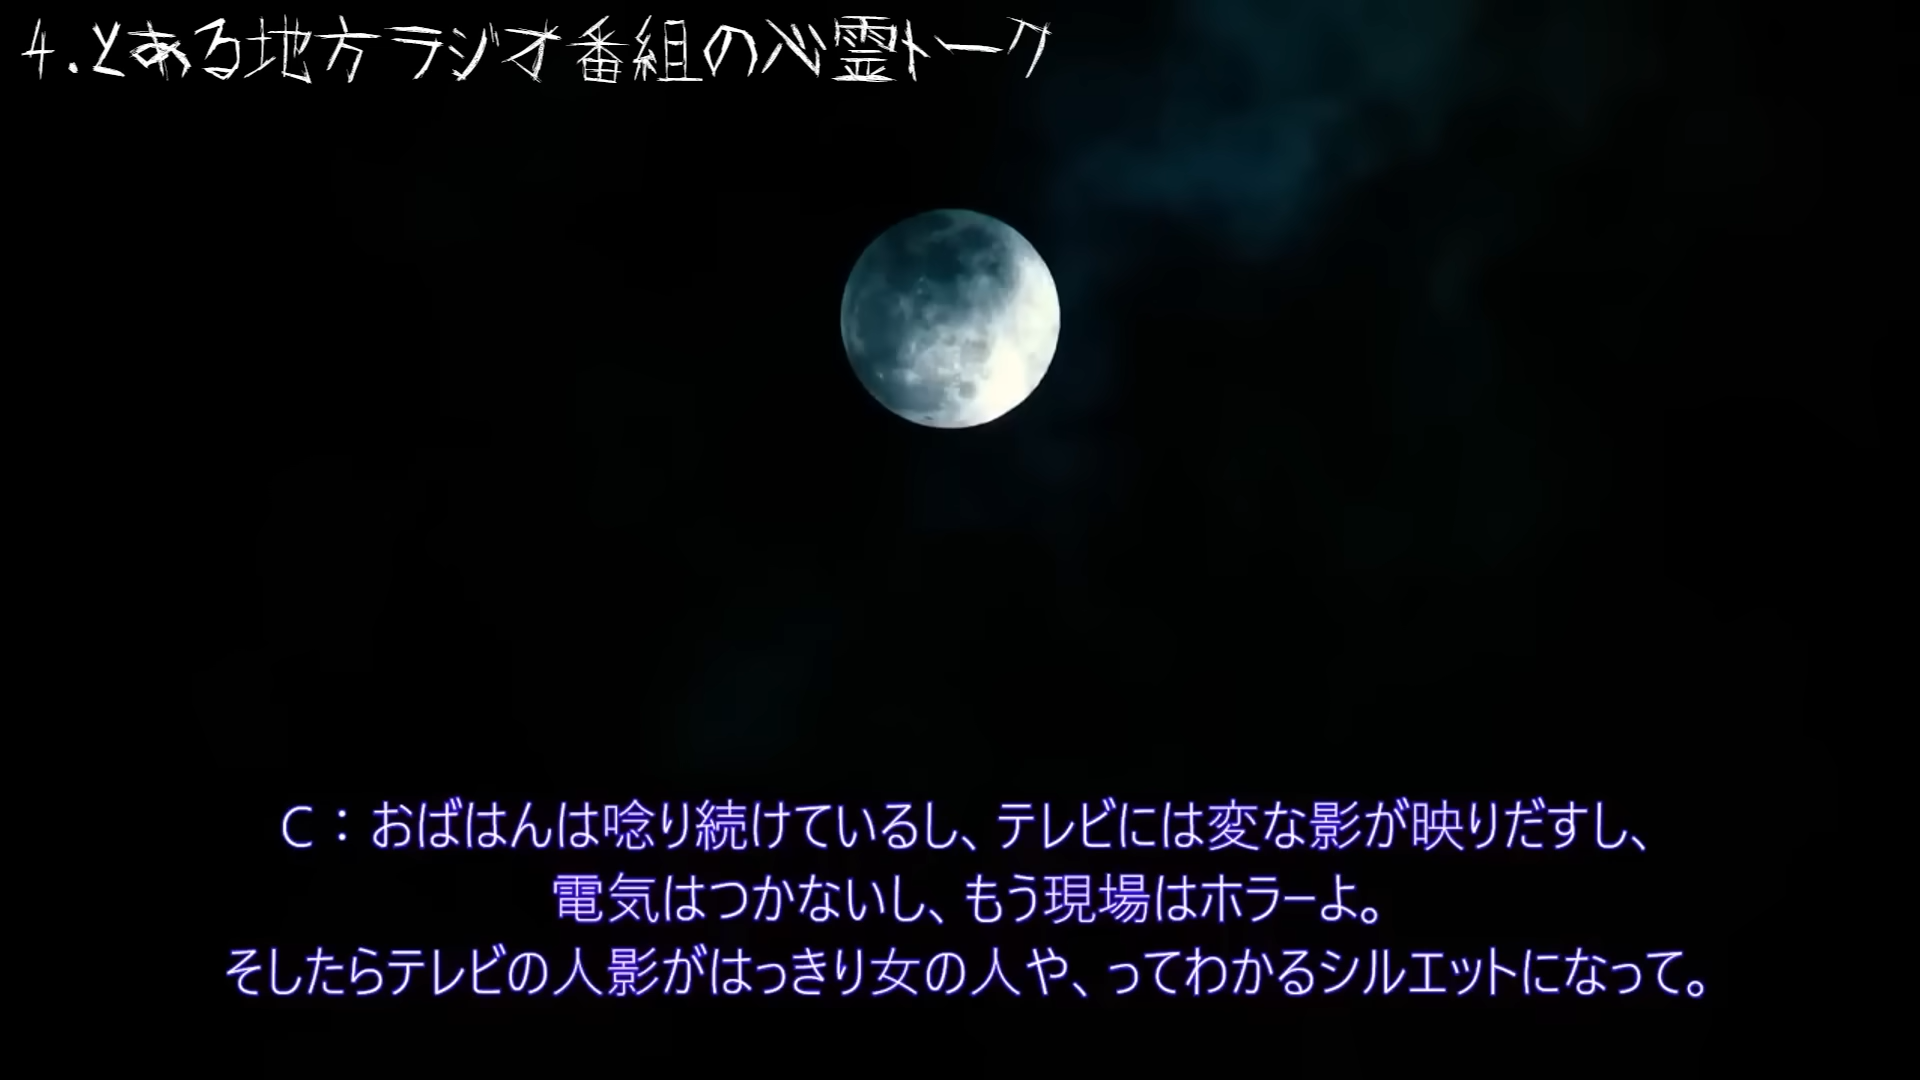 4.とある地方ラジオ番組の心霊トーク
C：おばはんは唸り続けているし、テレビには変な影が映りだすし、
電気はつかないし、もう現場はホラーよ。
そしたらテレビの人影がはっきり女の人や、ってわかるシルエットになって。